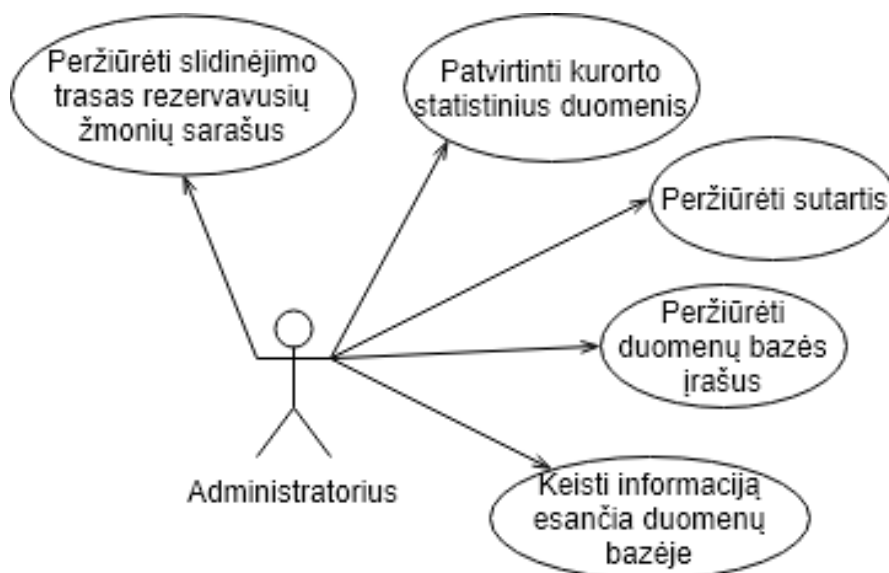 Peržiūrėti slidinėjimo
trasas rezervavusių
žmonių sarašus
Patvirtinti kurorto
statistinius duomenis
Peržiūrėti sutartis
Peržiūrėti
duomenų bazės
įrašus
Administratorius
Keisti informaciją
esančia duomenų
bazėje